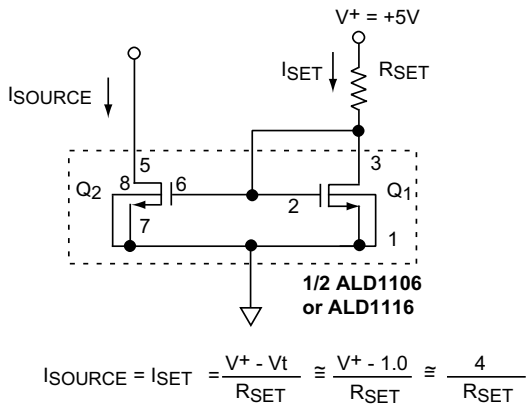 V+ = +5V
ISET
RSET
ISOURCE
5
3
Q2
8
6
2
Q1
7
1
1/2 ALD1106
or ALD1116
ISOURCE = ISET = V+ - Vt / RSET ≅ V+ - 1.0 / RSET ≅ 4 / RSET